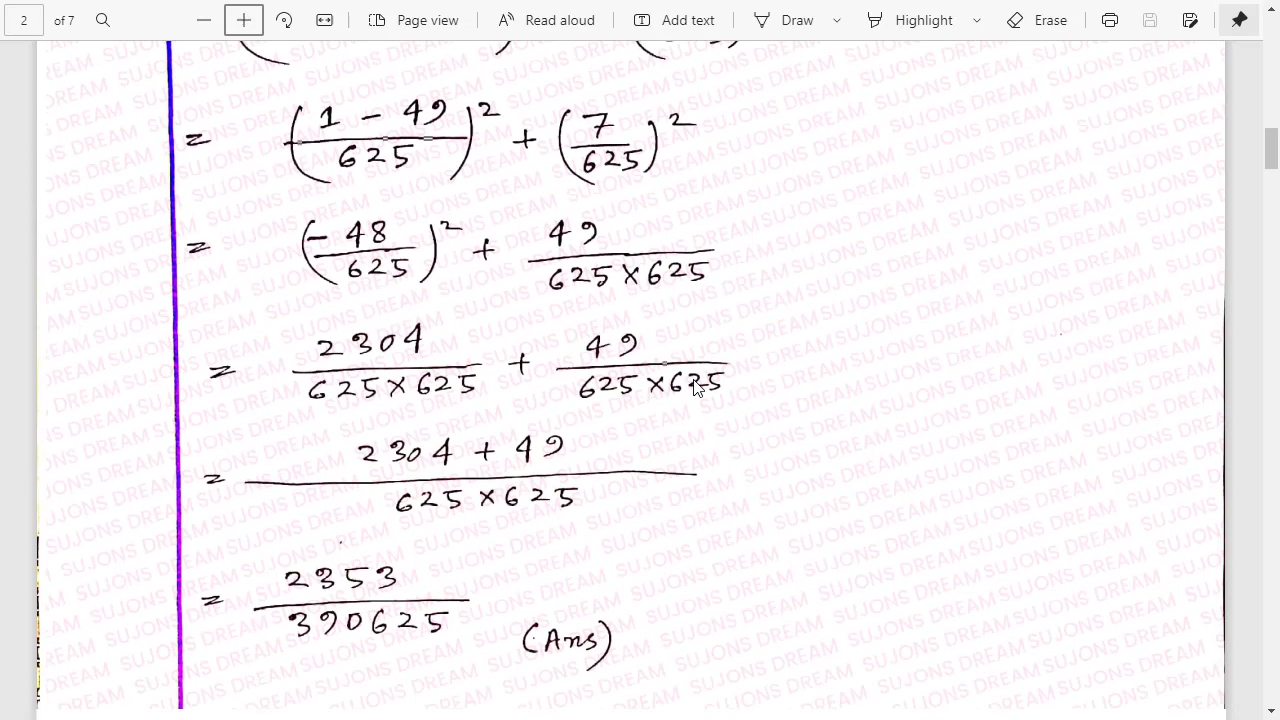 2 of 7 Page view Read aloud Add text Draw Highlight Erase
= (1 - 49 / 625)² + (7 / 625)²
= (-48 / 625)² + 49 / 625 × 625
= 2304 / 625 × 625 + 49 / 625 × 625
= 2304 + 49 / 625 × 625
= 2353 / 390625 (Ans)
SUJONS DREAM